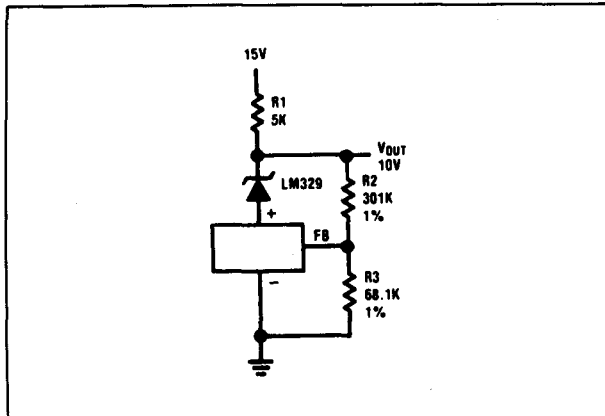 15V
R1
5K
VOUT
10V
LM329
R2
301K
1%
+
FB
−
R3
68.1K
1%